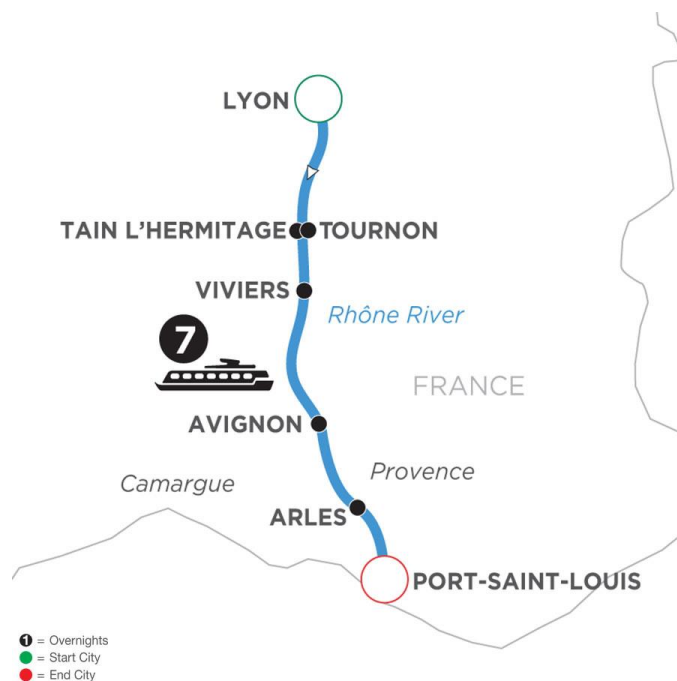 LYON
TAIN L'HERMITAGE TOURNON
VIVIERS
Rhône River
7
FRANCE
AVIGNON
Provence
Camargue
ARLES
PORT-SAINT-LOUIS
1 = Overnights
= Start City
= End City